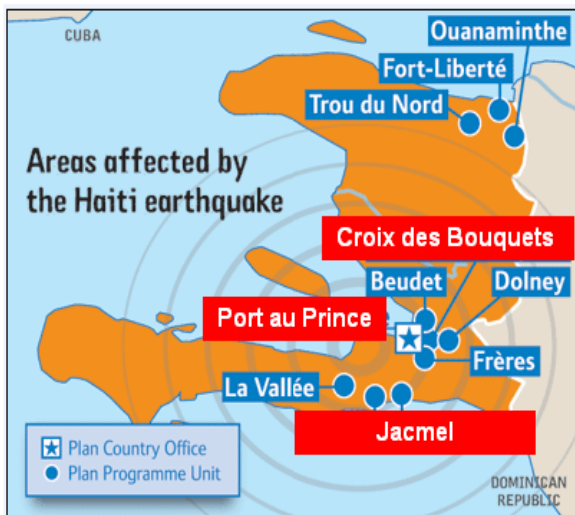 CUBA
Ouanaminthe
Fort-Liberté
Trou du Nord
Areas affected by
the Haiti earthquake
Croix des Bouquets
Beudet
Dolney
Port au Prince
Frères
La Vallée
Jacmel
Plan Country Office
Plan Programme Unit
DOMINICAN
REPUBLIC